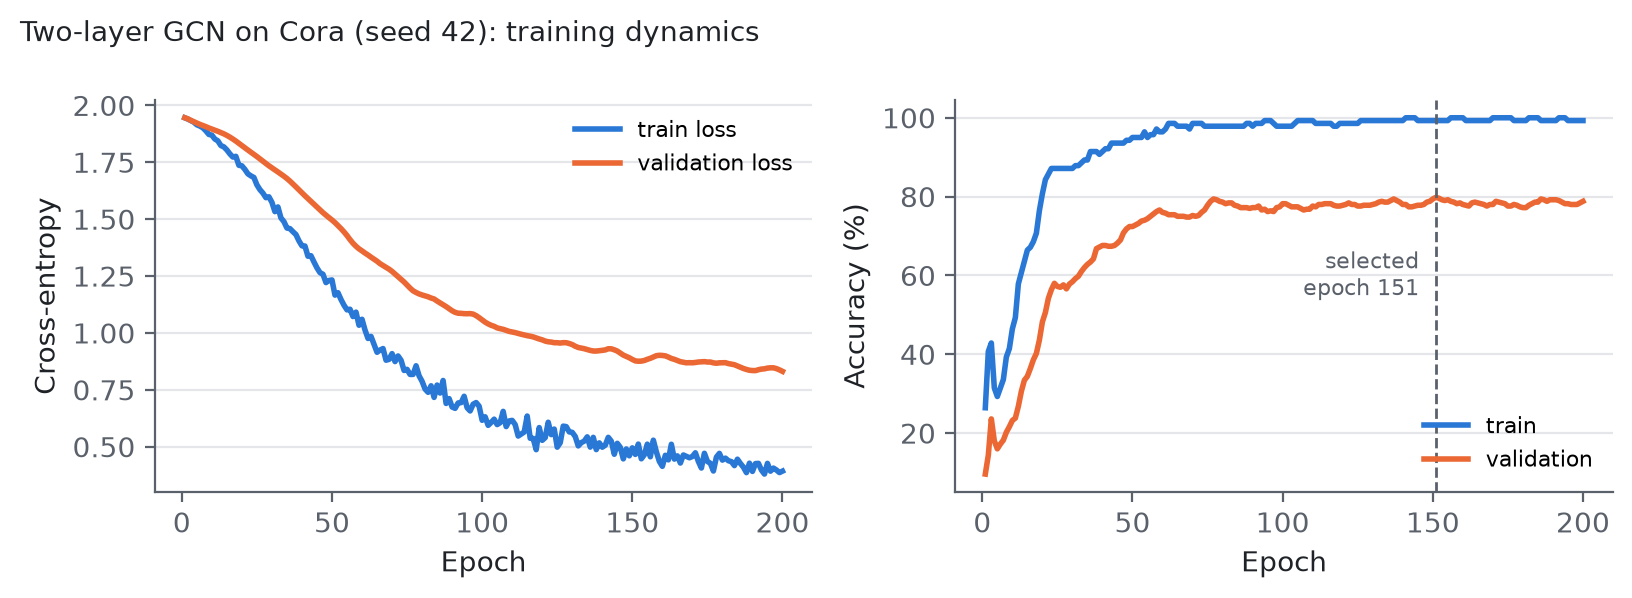 Two-layer GCN on Cora (seed 42): training dynamics
Cross-entropy
2.00
1.75
1.50
1.25
1.00
0.75
0.50
train loss
validation loss
0
50
100
150
200
Epoch
Accuracy (%)
100
80
60
40
20
selected
epoch 151
train
validation
0
50
100
150
200
Epoch